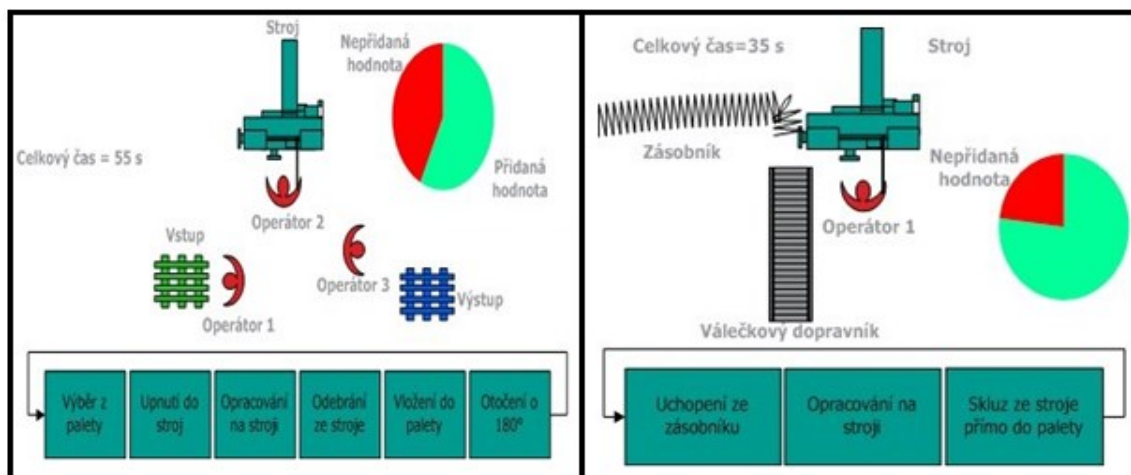 Stroj
Nepřidaná
hodnota
Celkový čas = 55 s
Přidaná
hodnota
Operátor 2
Vstup
Operátor 3
Výstup
Operátor 1
Výběr z
palety
Upnutí do
stroj
Opracování
na stroji
Odebrání
ze stroje
Vložení do
palety
Otočení o
180°
Celkový čas=35 s
Stroj
Zásobník
Nepřidaná
hodnota
Operátor 1
Válečkový dopravník
Uchopení ze
zásobníku
Opracování na
stroji
Skluz ze stroje
přímo do palety